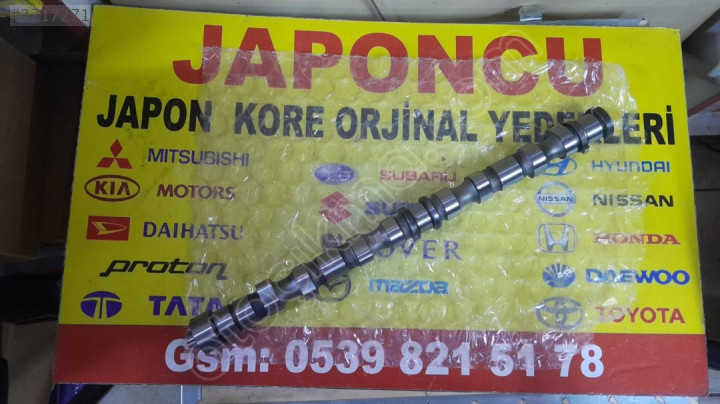 JAPONCU
JAPON KORE ORJİNAL
MITSUBISHI
SUBARU
HYUNDAI
KIA MOTORS
NISSAN
DAIHATSU
HONDA
proton
mazda
DAEWOO
TATA
TOYOTA
Gsm: 0539 821 51 78